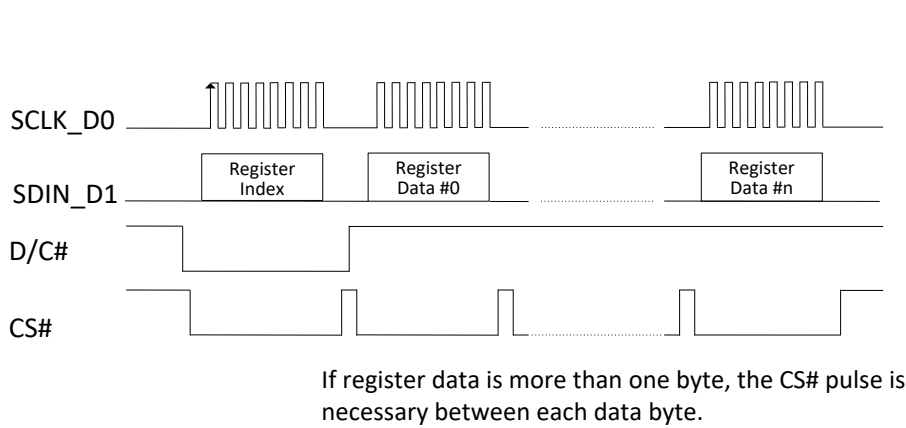 SCLK_D0
SDIN_D1
Register
Index
Register
Data #0
Register
Data #n
D/C#
CS#
If register data is more than one byte, the CS# pulse is
necessary between each data byte.